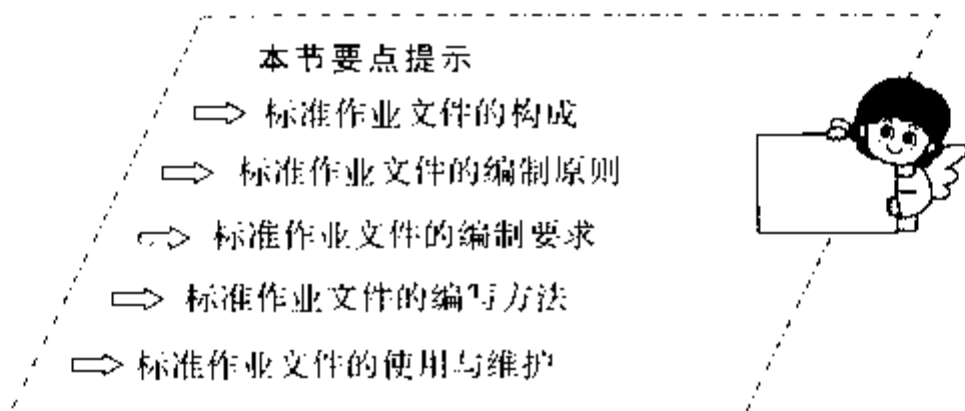 本节要点提示
标准作业文件的构成
标准作业文件的编制原则
标准作业文件的编制要求
标准作业文件的编写方法
标准作业文件的使用与维护